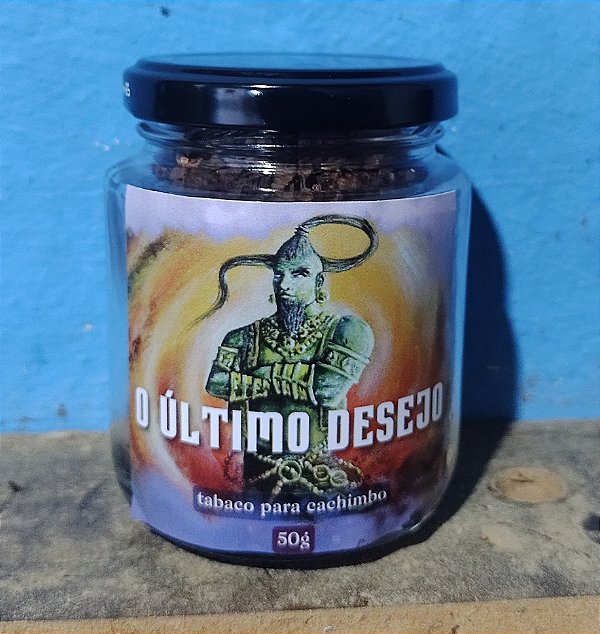 O ÚLTIMO DESEJO
tabaco para cachimbo
50g